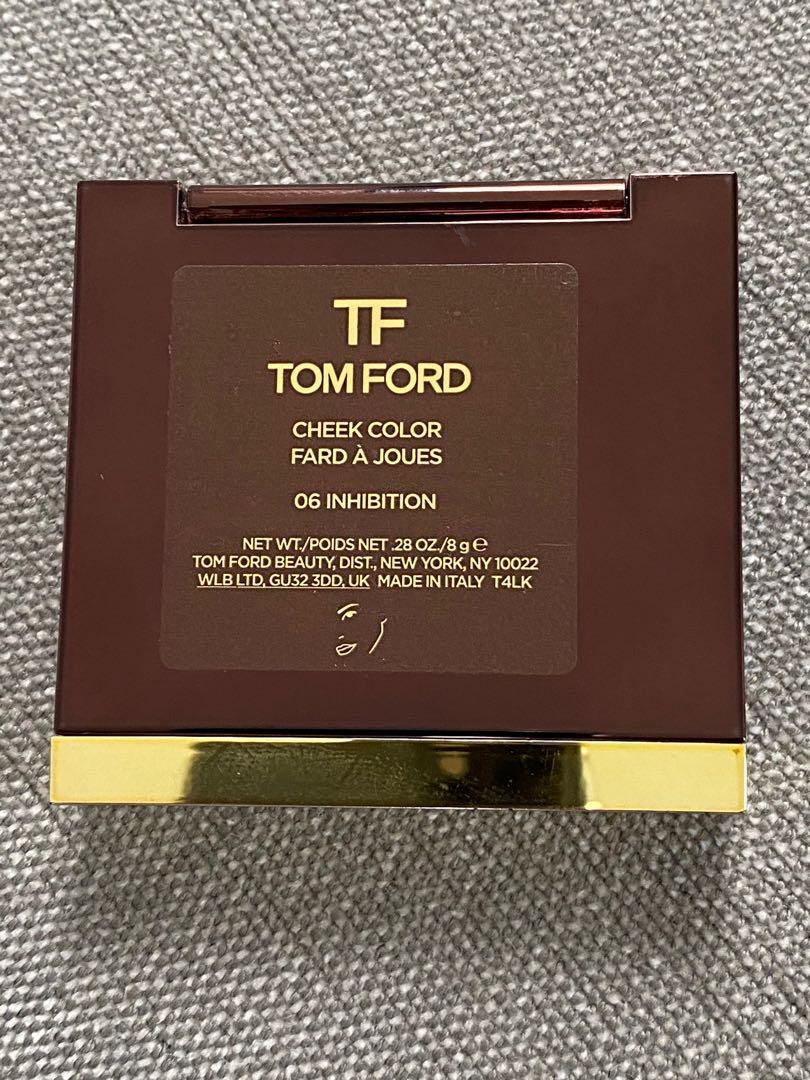 TF
TOM FORD
CHEEK COLOR
FARD À JOUES
06 INHIBITION
NET WT./POIDS NET .28 OZ./8 g ℮
TOM FORD BEAUTY, DIST., NEW YORK, NY 10022
WLB LTD, GU32 3DD, UK MADE IN ITALY T4LK